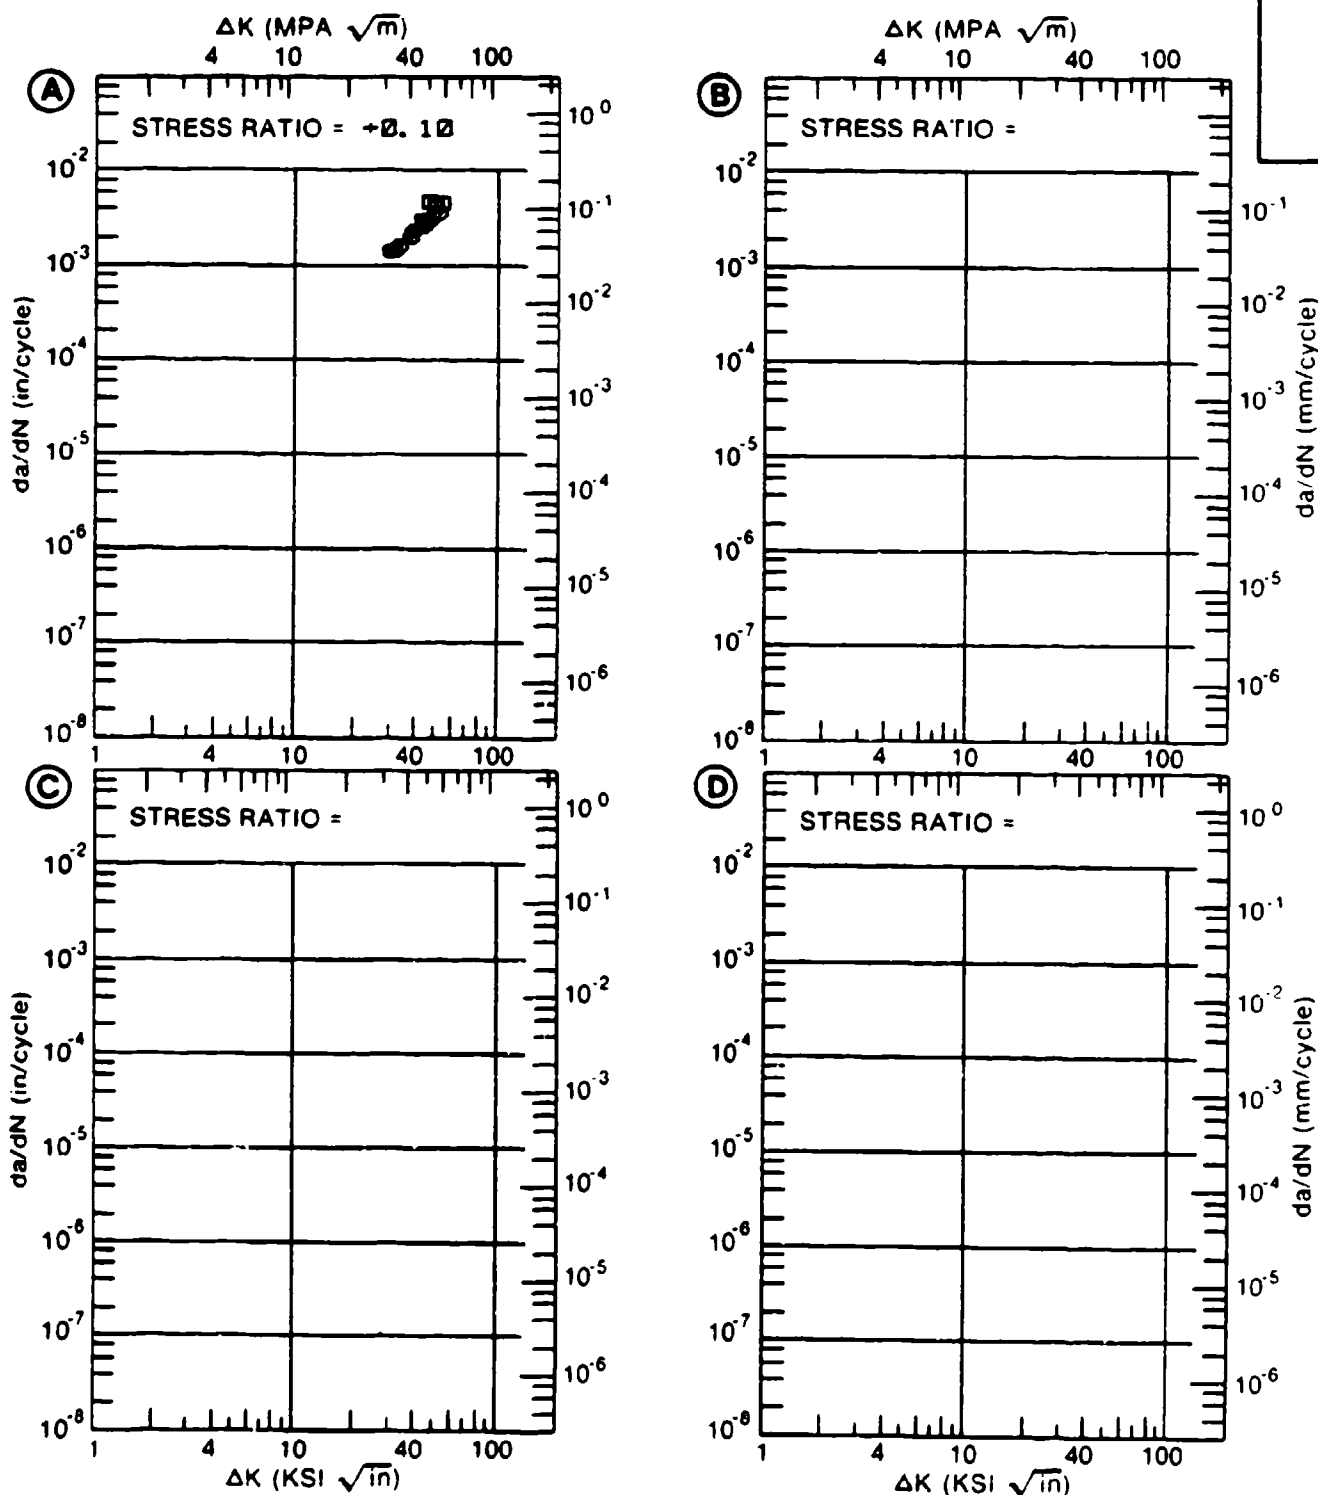 ΔK (MPA √m)
4 10 40 100
A
STRESS RATIO = +0.10
10^0
10^-2
10^-1
10^-3
10^-2
10^-4
10^-3
10^-5
10^-4
10^-6
10^-5
10^-7
10^-6
10^-8
1 4 10 40 100
da/dN (in/cycle)
ΔK (MPA √m)
4 10 40 100
B
STRESS RATIO =
10^-2
10^-1
10^-3
10^-2
10^-4
10^-3
10^-5
10^-4
10^-6
10^-5
10^-7
10^-6
10^-8
1 4 10 40 100
da/dN (mm/cycle)
C
STRESS RATIO =
10^0
10^-2
10^-1
10^-3
10^-2
10^-4
10^-3
10^-5
10^-4
10^-6
10^-5
10^-7
10^-6
10^-8
1 4 10 40 100
da/dN (in/cycle)
ΔK (KSI √in)
D
STRESS RATIO =
10^0
10^-2
10^-1
10^-3
10^-2
10^-4
10^-3
10^-5
10^-4
10^-6
10^-5
10^-7
10^-6
10^-8
1 4 10 40 100
da/dN (mm/cycle)
ΔK (KSI √in)